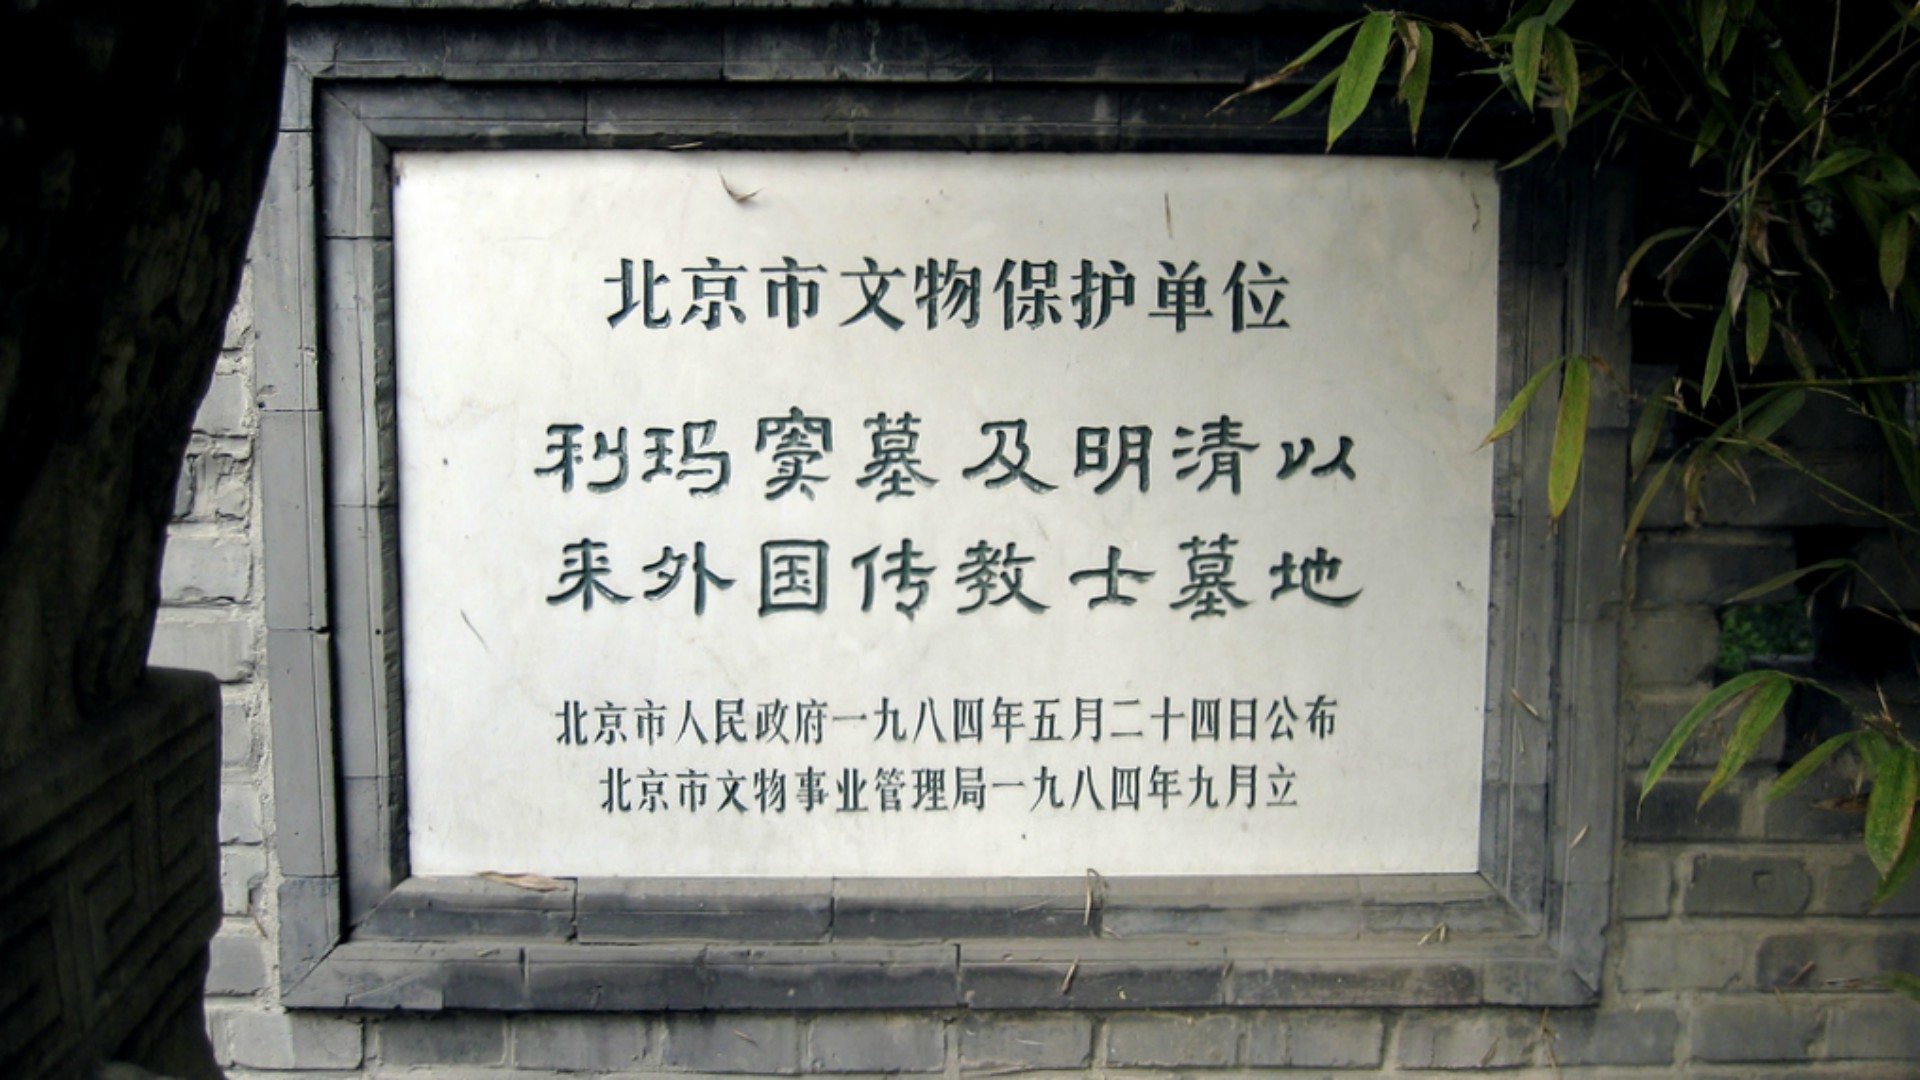 北京市文物保护单位
利玛窦墓及明清以
来外国传教士墓地
北京市人民政府一九八四年五月二十四日公布
北京市文物事业管理局一九八四年九月立